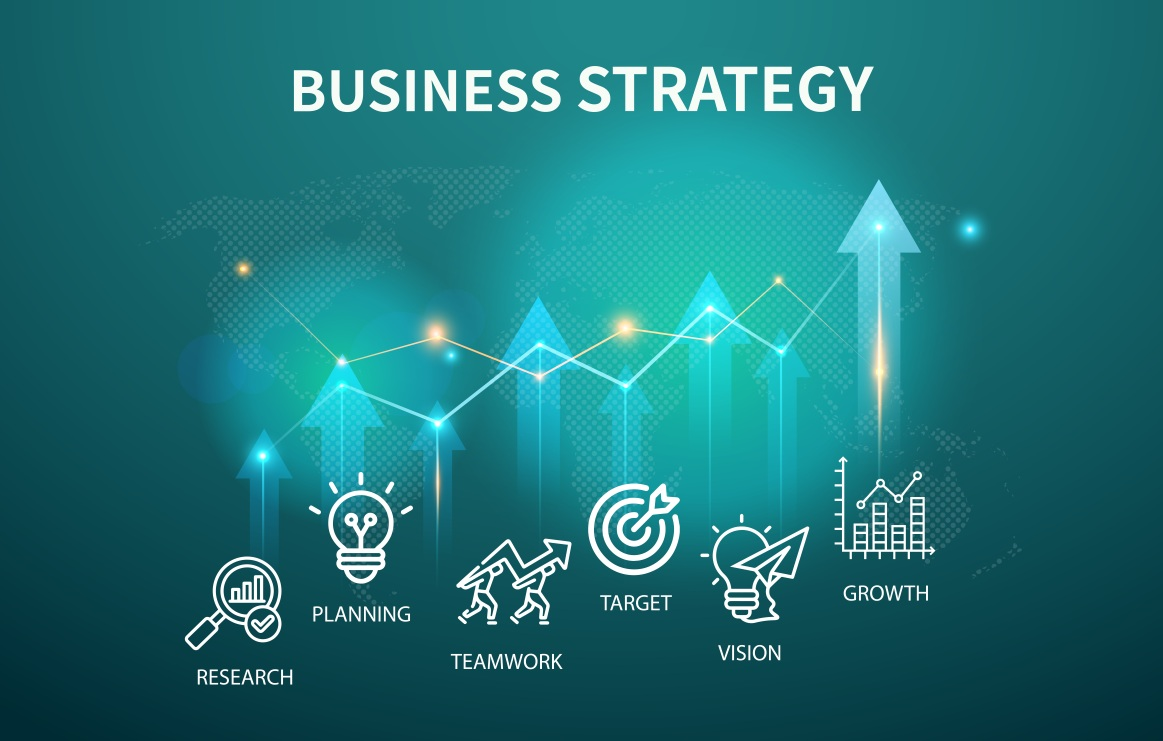 BUSINESS STRATEGY
RESEARCH
PLANNING
TEAMWORK
TARGET
VISION
GROWTH